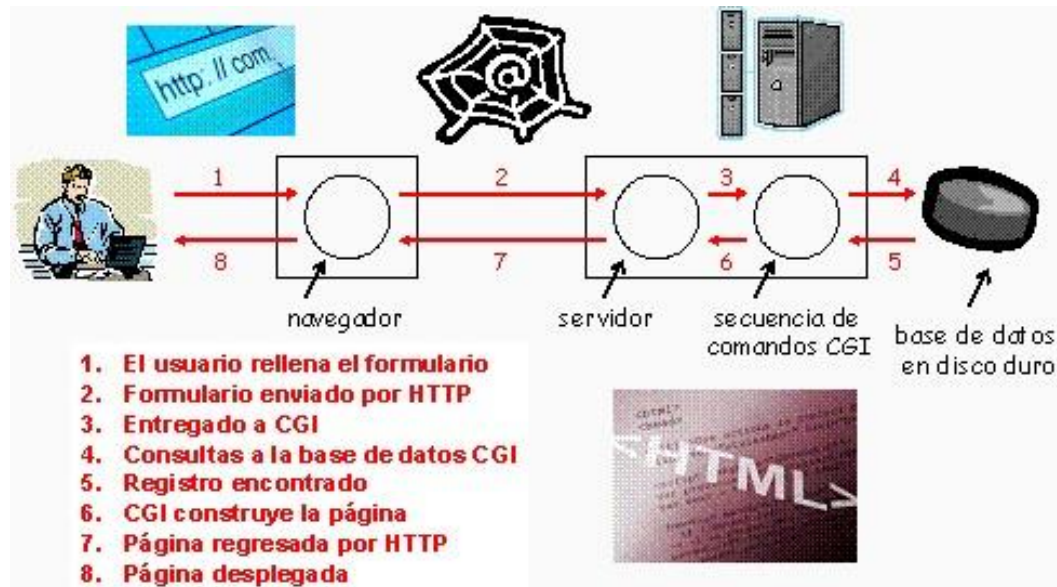 http://com
@
1
2
3
4
8
7
6
5
navegador
servidor
secuencia de
comandos CGI
base de datos
en disco duro
1. El usuario rellena el formulario
2. Formulario enviado por HTTP
3. Entregado a CGI
4. Consultas a la base de datos CGI
5. Registro encontrado
6. CGI construye la página
7. Página regresada por HTTP
8. Página desplegada
<HTML>